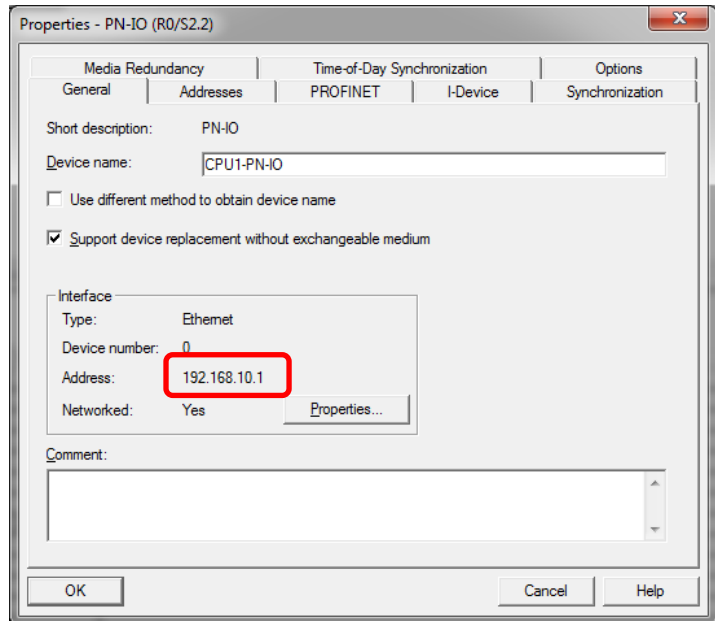 Properties - PN-IO (R0/S2.2)
x
Media Redundancy Time-of-Day Synchronization Options
General Addresses PROFINET I-Device Synchronization
Short description: PN-IO
Device name: CPU1-PN-IO
Use different method to obtain device name
Support device replacement without exchangeable medium
Interface
Type: Ethernet
Device number: 0
Address: 192.168.10.1
Networked: Yes Properties...
Comment:
OK Cancel Help